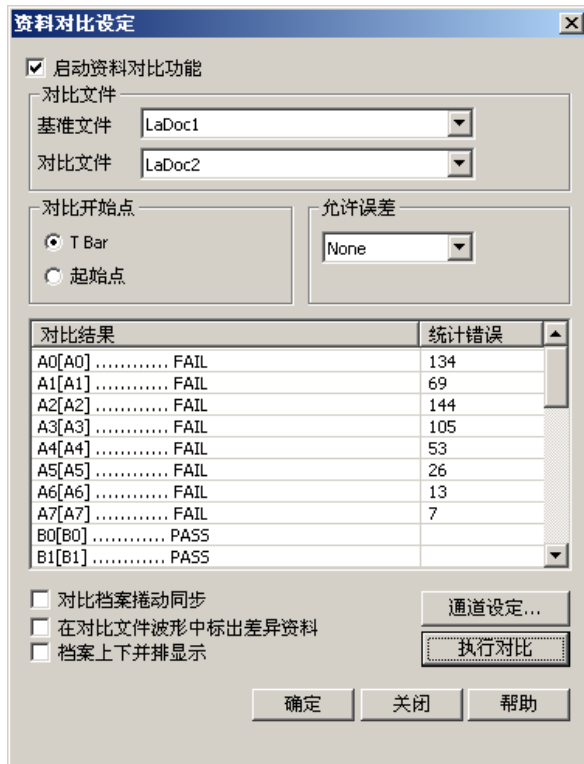 资料对比设定
启动资料对比功能
对比文件
基准文件 LaDoc1
对比文件 LaDoc2
对比开始点
T Bar
起始点
允许误差
None
对比结果 统计错误
A0[A0] ............ FAIL 134
A1[A1] ............ FAIL 69
A2[A2] ............ FAIL 144
A3[A3] ............ FAIL 105
A4[A4] ............ FAIL 53
A5[A5] ............ FAIL 26
A6[A6] ............ FAIL 13
A7[A7] ............ FAIL 7
B0[B0] ............ PASS
B1[B1] ............ PASS
对比档案捲动同步
在对比文件波形中标出差异资料
档案上下并排显示
通道设定...
执行对比
确定 关闭 帮助